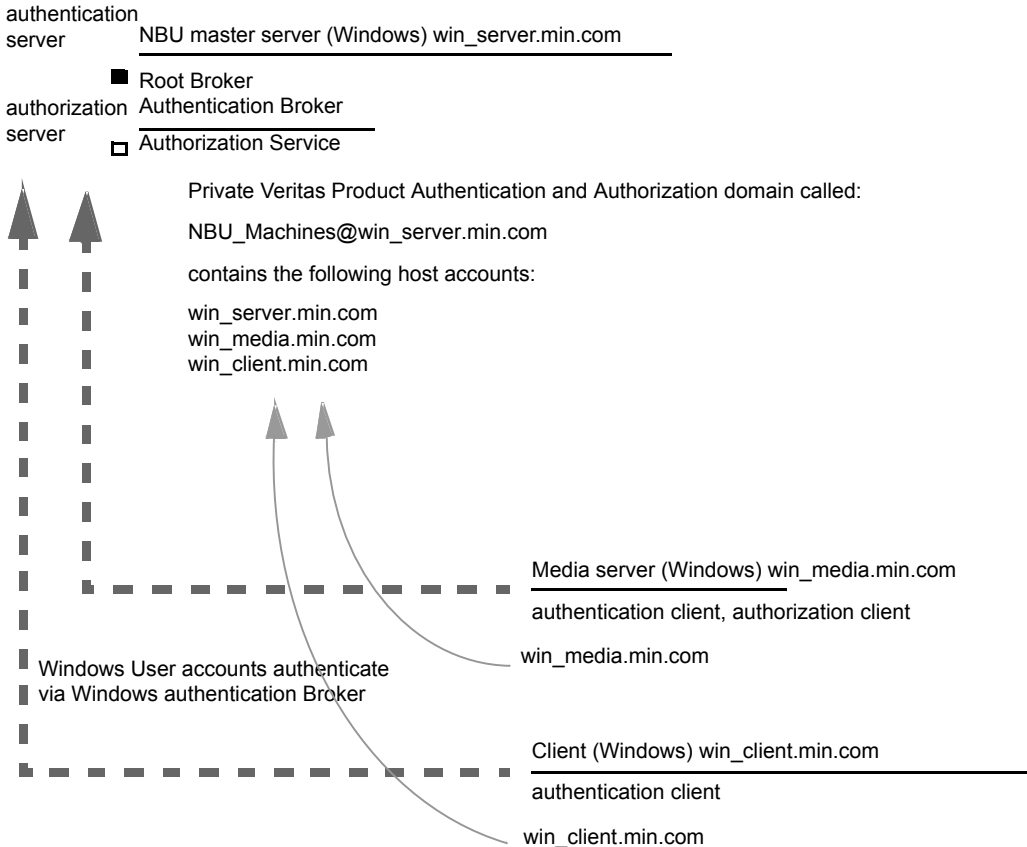 authentication
server
NBU master server (Windows) win_server.min.com
Root Broker
authorization
server
Authentication Broker
Authorization Service
Private Veritas Product Authentication and Authorization domain called:
NBU_Machines@win_server.min.com
contains the following host accounts:
win_server.min.com
win_media.min.com
win_client.min.com
Media server (Windows) win_media.min.com
authentication client, authorization client
win_media.min.com
Windows User accounts authenticate
via Windows authentication Broker
Client (Windows) win_client.min.com
authentication client
win_client.min.com